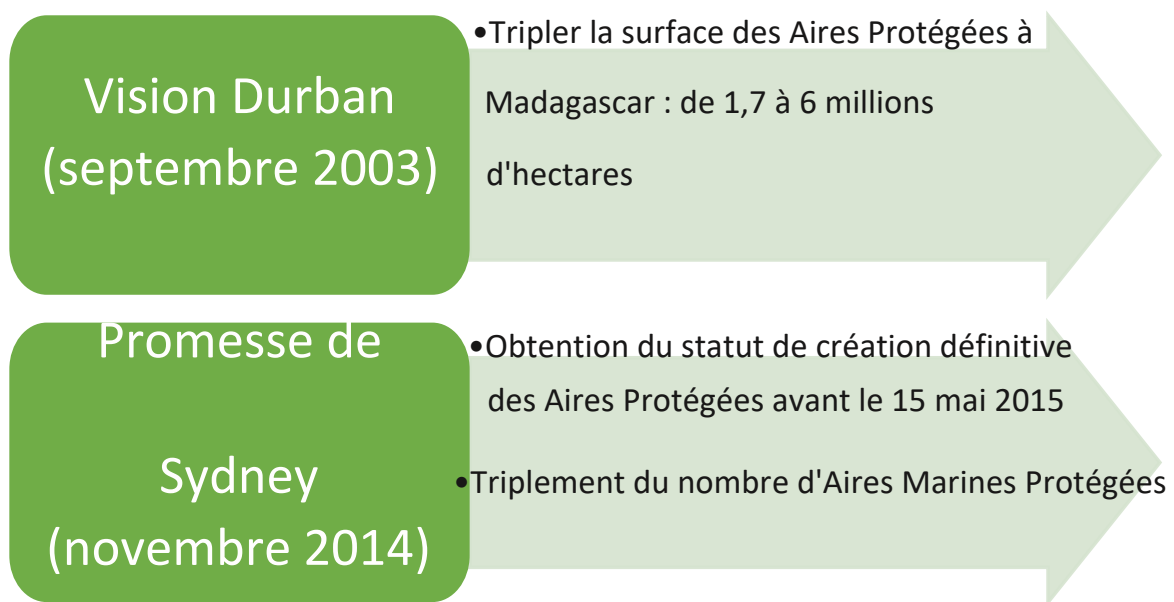 Vision Durban
(septembre 2003)
•Tripler la surface des Aires Protégées à
Madagascar : de 1,7 à 6 millions
d'hectares
Promesse de
Sydney
(novembre 2014)
•Obtention du statut de création définitive
des Aires Protégées avant le 15 mai 2015
•Triplement du nombre d'Aires Marines Protégées